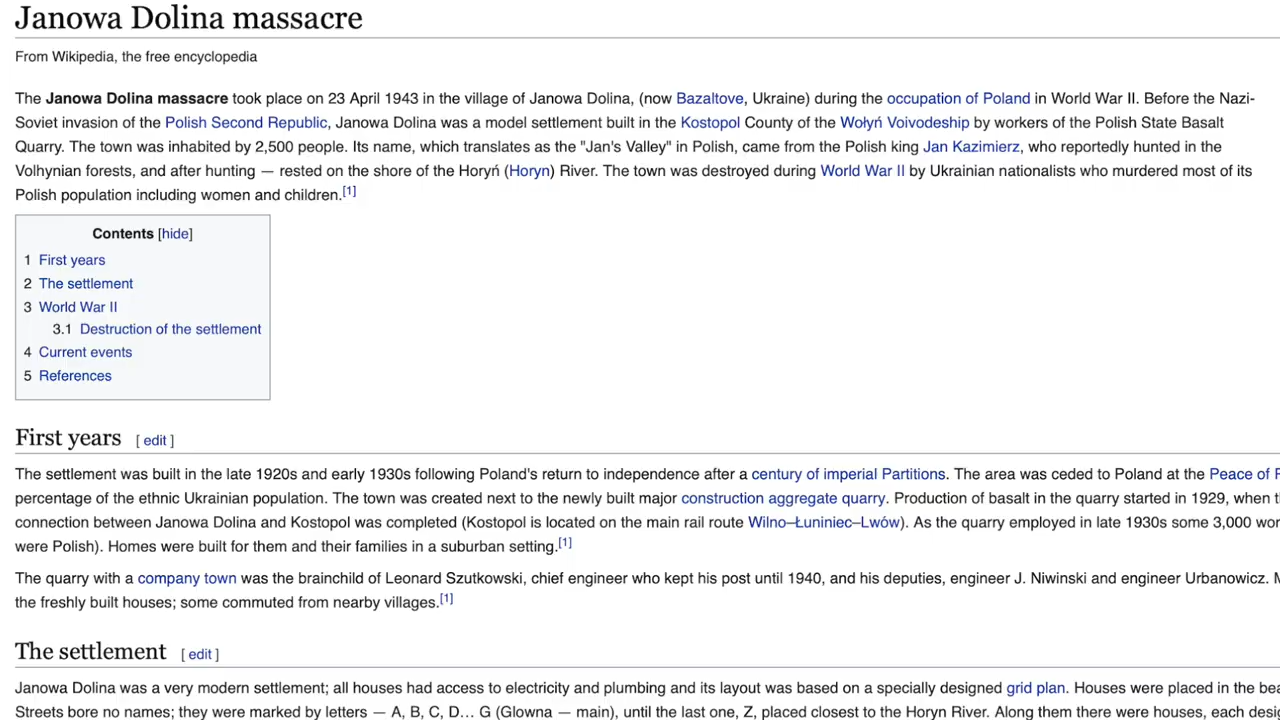 Janowa Dolina massacre
From Wikipedia, the free encyclopedia
The Janowa Dolina massacre took place on 23 April 1943 in the village of Janowa Dolina, (now Bazaltove, Ukraine) during the occupation of Poland in World War II. Before the Nazi-
Soviet invasion of the Polish Second Republic, Janowa Dolina was a model settlement built in the Kostopol County of the Wołyń Voivodeship by workers of the Polish State Basalt
Quarry. The town was inhabited by 2,500 people. Its name, which translates as the "Jan's Valley" in Polish, came from the Polish king Jan Kazimierz, who reportedly hunted in the
Volhynian forests, and after hunting — rested on the shore of the Horyń (Horyn) River. The town was destroyed during World War II by Ukrainian nationalists who murdered most of its
Polish population including women and children.[1]
Contents [hide]
1 First years
2 The settlement
3 World War II
3.1 Destruction of the settlement
4 Current events
5 References
First years [ edit ]
The settlement was built in the late 1920s and early 1930s following Poland's return to independence after a century of imperial Partitions. The area was ceded to Poland at the Peace of
percentage of the ethnic Ukrainian population. The town was created next to the newly built major construction aggregate quarry. Production of basalt in the quarry started in 1929, when
connection between Janowa Dolina and Kostopol was completed (Kostopol is located on the main rail route Wilno–Łuniniec–Lwów). As the quarry employed in late 1930s some 3,000
were Polish). Homes were built for them and their families in a suburban setting.[1]
The quarry with a company town was the brainchild of Leonard Szutkowski, chief engineer who kept his post until 1940, and his deputies, engineer J. Niwinski and engineer Urbanowicz.
the freshly built houses; some commuted from nearby villages.[1]
The settlement [ edit ]
Janowa Dolina was a very modern settlement; all houses had access to electricity and plumbing and its layout was based on a specially designed grid plan. Houses were placed in the
Streets bore no names; they were marked by letters — A, B, C, D... G (Glowna — main), until the last one, Z, placed closest to the Horyn River. Along them there were houses, each